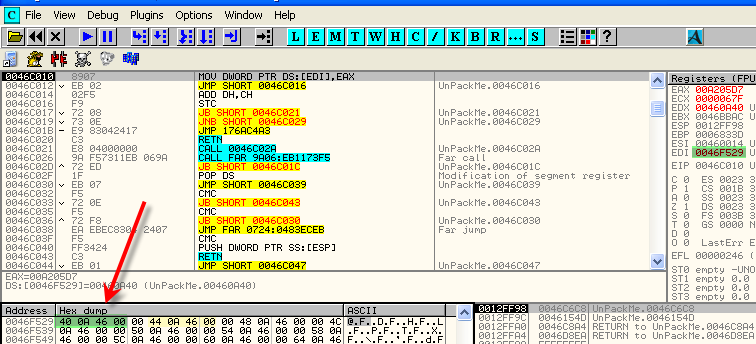 C File View Debug Plugins Options Window Help
L E M T W H C / K B R ... S ?
0046C010 8907 MOV DWORD PTR DS:[EDI],EAX
0046C012 EB 02 JMP SHORT 0046C016 UnPackMe.0046C016
0046C014 02F5 ADD DH,CH
0046C016 F9 STC
0046C017 72 08 JB SHORT 0046C021 UnPackMe.0046C021
0046C019 73 0E JNB SHORT 0046C029 UnPackMe.0046C029
0046C01B E9 83042417 JMP 176AC4A3
0046C020 C3 RETN
0046C021 E8 04000000 CALL 0046C02A UnPackMe.0046C02A
0046C026 9A F57311EB 069A CALL FAR 9A06:EB1173F5 Far call
0046C02D 72 ED JB SHORT 0046C01C UnPackMe.0046C01C
0046C02F 1F POP DS Modification of segment register
0046C030 EB 07 JMP SHORT 0046C039 UnPackMe.0046C039
0046C032 F5 CMC
0046C033 72 0E JB SHORT 0046C043 UnPackMe.0046C043
0046C035 F5 CMC
0046C036 72 F8 JB SHORT 0046C030 UnPackMe.0046C030
0046C038 EA EBEC8304 2407 JMP FAR 0724:0483ECEB Far jump
0046C03F F5 CMC
0046C040 FF3424 PUSH DWORD PTR SS:[ESP]
0046C043 C3 RETN
0046C044 EB 01 JMP SHORT 0046C047 UnPackMe.0046C047
EAX=00A205D7
DS:[0046F529]=00460A40 (UnPackMe.00460A40)
Registers (FPU
EAX 00A205D7
ECX 0000067F
EDX 00460A40 U
EBX 0046BBAC U
ESP 0012FF98
EBP 0006333D
ESI 00460014 U
EDI 0046F529 U
EIP 0046C010 U
C 0 ES 0023 3
P 1 CS 001B 3
A 0 SS 0023 3
Z 1 DS 0023 3
S 0 FS 003B 3
T 0 GS 0000 N
D 0
O 0 LastErr E
EFL 00000246 (
ST0 empty -UNO
ST1 empty 0.0
ST2 empty 0.0
ST3 empty 0.0
Address Hex dump ASCII
0046F529 40 0A 46 00 00 44 0A 46 00 00 48 0A 46 00 00 4C @.F..D.F..H.F..L
0046F539 0A 46 00 00 50 0A 46 00 00 54 0A 46 00 00 58 0A .F..P.F..T.F..X.
0046F549 46 00 00 5C 0A 46 00 00 60 0A 46 00 00 64 0A 46 F..\.F..`.F..d.F
0012FF98 0046C6C8 UnPackMe.0046C6C8
0012FF9C 0046154D UnPackMe.0046154D
0012FFA0 0046C8A4 RETURN to UnPackMe.0046C8A4
0012FFA4 0046D8EA RETURN to UnPackMe.0046D8EA